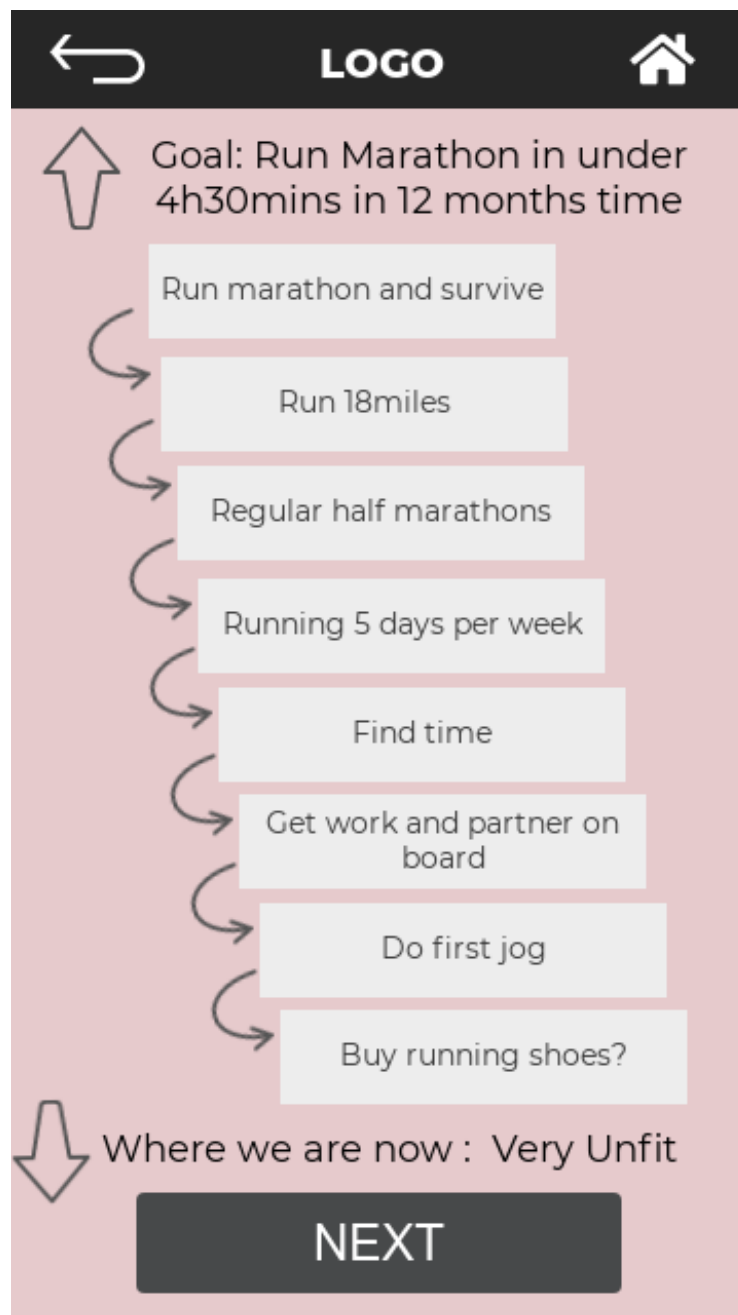 LOGO
Goal: Run Marathon in under
4h30mins in 12 months time
Run marathon and survive
Run 18miles
Regular half marathons
Running 5 days per week
Find time
Get work and partner on
board
Do first jog
Buy running shoes?
Where we are now :  Very Unfit
NEXT